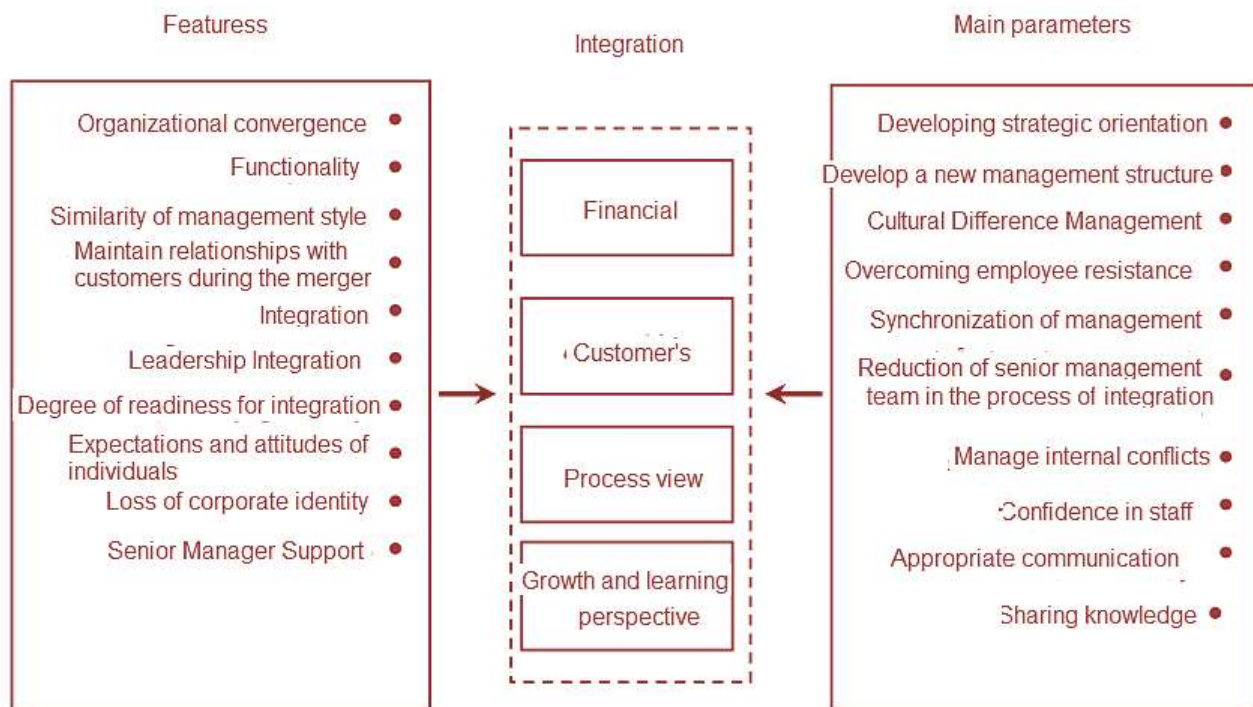 Featuress
Organizational convergence
Functionality
Similarity of management style
Maintain relationships with
customers during the merger
Integration
Leadership Integration
Degree of readiness for integration
Expectations and attitudes of
individuals
Loss of corporate identity
Senior Manager Support
Integration
Financial
Customer's
Process view
Growth and learning
perspective
Main parameters
Developing strategic orientation
Develop a new management structure
Cultural Difference Management
Overcoming employee resistance
Synchronization of management
Reduction of senior management
team in the process of integration
Manage internal conflicts
Confidence in staff
Appropriate communication
Sharing knowledge